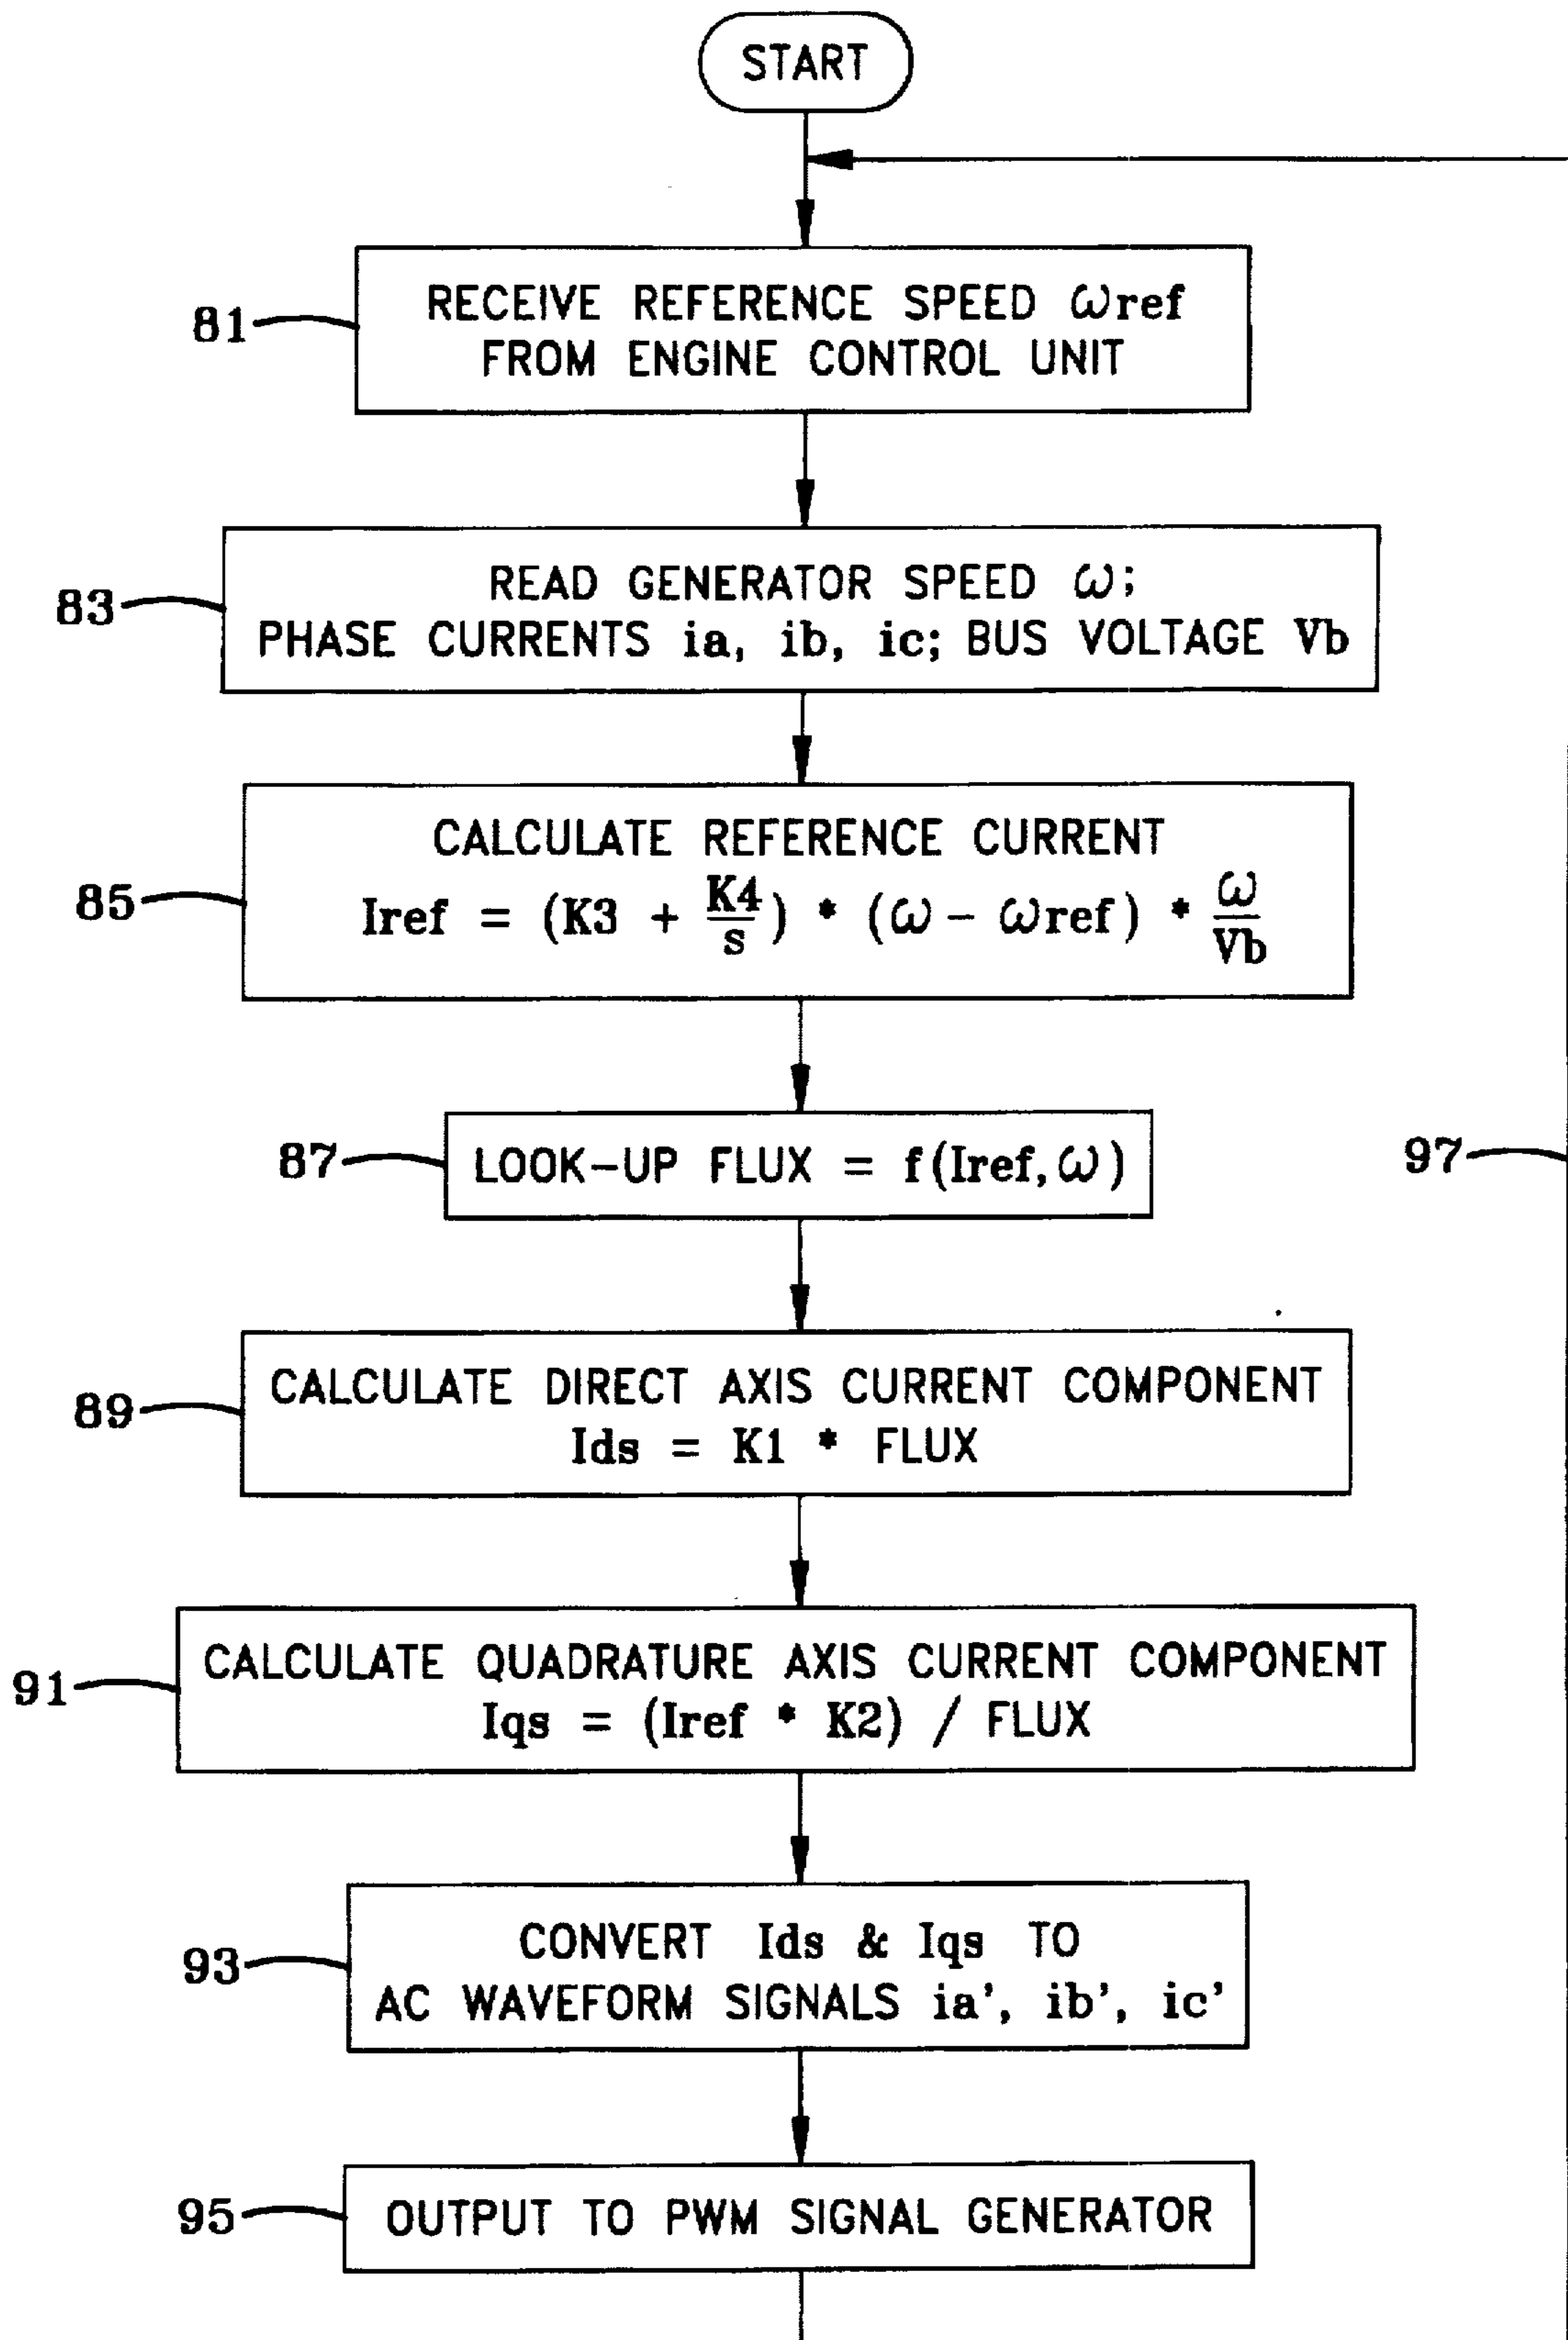 START
81
RECEIVE REFERENCE SPEED ωref
FROM ENGINE CONTROL UNIT
83
READ GENERATOR SPEED ω;
PHASE CURRENTS ia, ib, ic; BUS VOLTAGE Vb
85
CALCULATE REFERENCE CURRENT
Iref = (K3 + K4/s) * (ω - ωref) * ω/Vb
87
LOOK-UP FLUX = f(Iref, ω)
97
89
CALCULATE DIRECT AXIS CURRENT COMPONENT
Ids = K1 * FLUX
91
CALCULATE QUADRATURE AXIS CURRENT COMPONENT
Iqs = (Iref * K2) / FLUX
93
CONVERT Ids & Iqs TO
AC WAVEFORM SIGNALS ia', ib', ic'
95
OUTPUT TO PWM SIGNAL GENERATOR